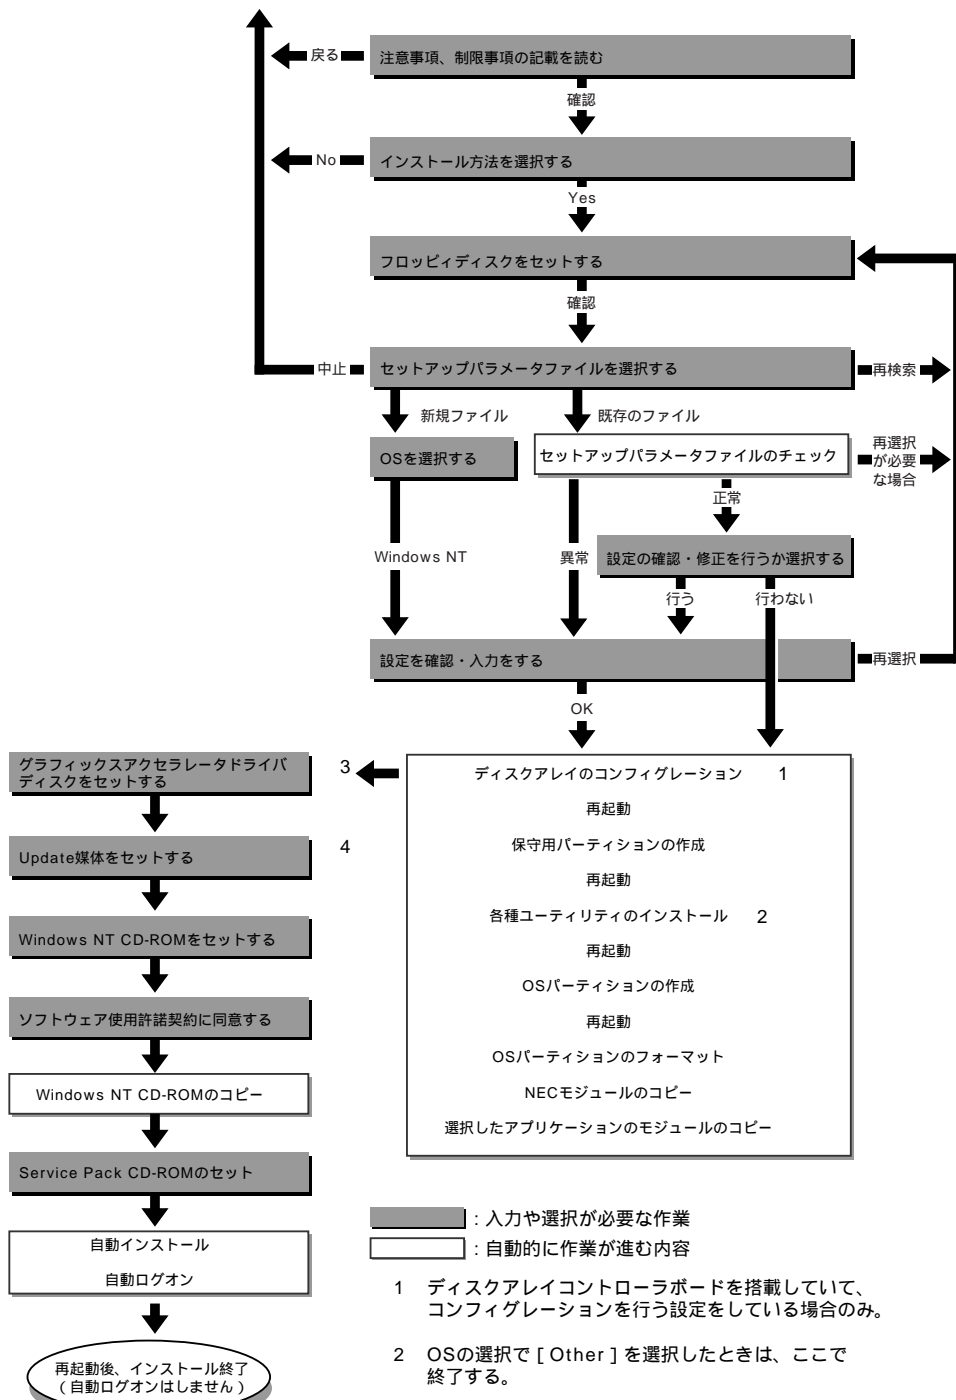 戻る
注意事項、制限事項の記載を読む
確認
No
インストール方法を選択する
Yes
フロッピィディスクをセットする
確認
中止
セットアップパラメータファイルを選択する
再検索
新規ファイル
既存のファイル
OSを選択する
セットアップパラメータファイルのチェック
再選択
が必要
な場合
正常
Windows NT
異常
設定の確認・修正を行うか選択する
行う
行わない
設定を確認・入力をする
再選択
OK
グラフィックスアクセラレータドライバ
ディスクをセットする
3
ディスクアレイのコンフィグレーション 1
再起動
Update媒体をセットする
4
保守用パーティションの作成
再起動
各種ユーティリティのインストール 2
Windows NT CD-ROMをセットする
再起動
OSパーティションの作成
ソフトウェア使用許諾契約に同意する
再起動
OSパーティションのフォーマット
Windows NT CD-ROMのコピー
NECモジュールのコピー
選択したアプリケーションのモジュールのコピー
Service Pack CD-ROMのセット
自動インストール
自動ログオン
再起動後、インストール終了
(自動ログオンはしません)
:入力や選択が必要な作業
:自動的に作業が進む内容
1 ディスクアレイコントローラボードを搭載していて、
コンフィグレーションを行う設定をしている場合のみ。
2 OSの選択で [ Other ] を選択したときは、ここで
終了する。